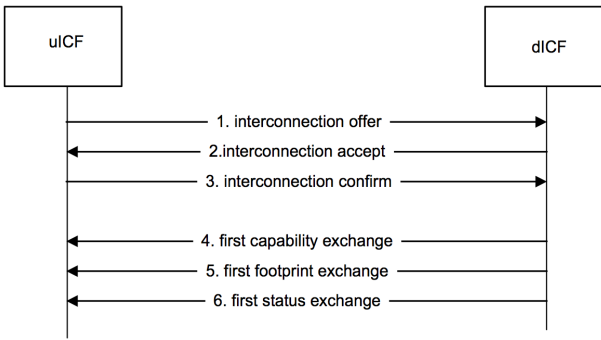 uICF
dICF
1. interconnection offer
2.interconnection accept
3. interconnection confirm
4. first capability exchange
5. first footprint exchange
6. first status exchange